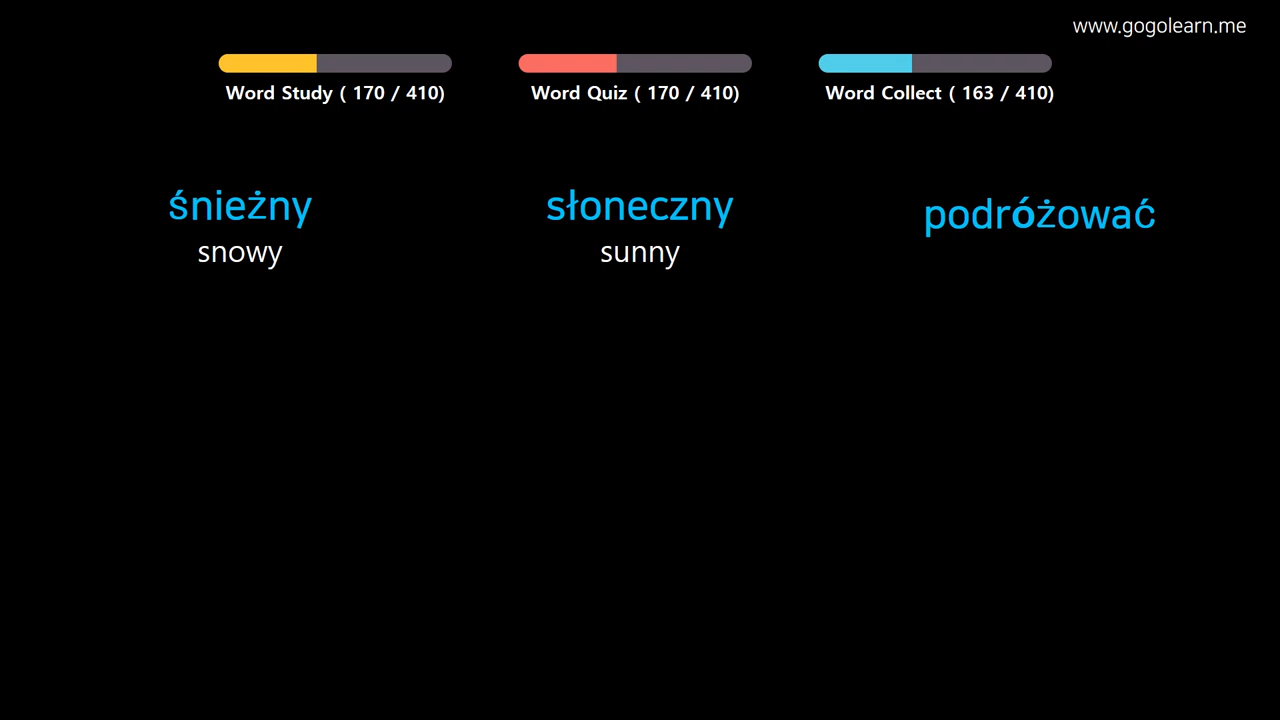 www.gogolearn.me
Word Study ( 170 / 410)
Word Quiz ( 170 / 410)
Word Collect ( 163 / 410)
śnieżny
snowy
słoneczny
sunny
podróżować